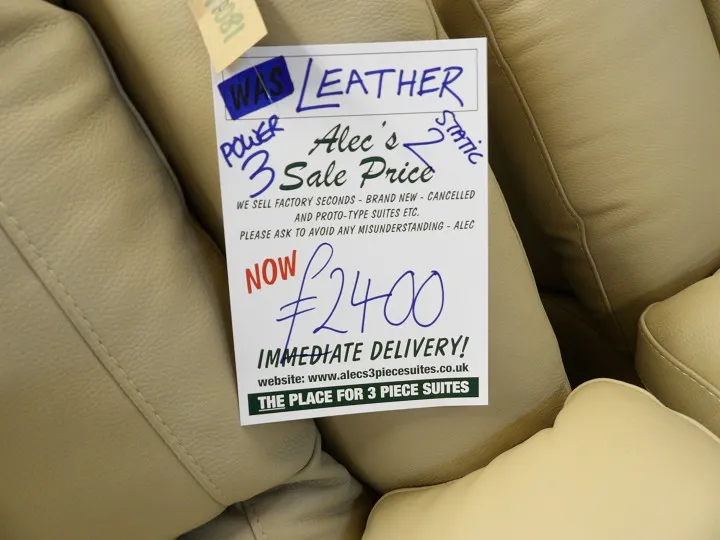 WAS LEATHER
POWER 3 Alec's 2 STATIC
Sale Price
WE SELL FACTORY SECONDS - BRAND NEW - CANCELLED
AND PROTO-TYPE SUITES ETC.
PLEASE ASK TO AVOID ANY MISUNDERSTANDING - ALEC
NOW £2400
IMMEDIATE DELIVERY!
website: www.alecs3piecesuites.co.uk
THE PLACE FOR 3 PIECE SUITES